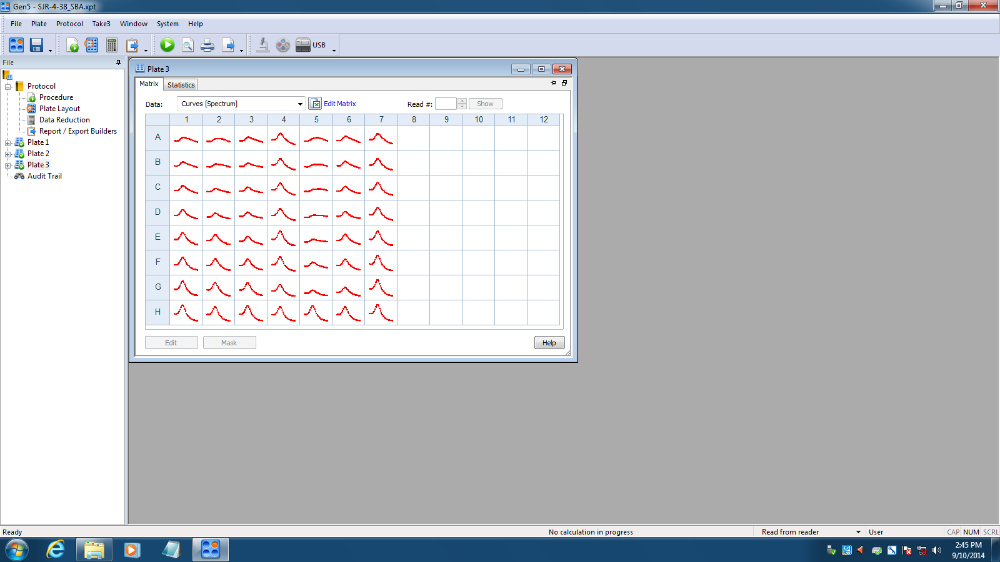 Gen5 - SJR-4-38_SBA.xpt
File Plate Protocol Take3 Window System Help
USB
File
Protocol
Procedure
Plate Layout
Data Reduction
Report / Export Builders
Plate 1
Plate 2
Plate 3
Audit Trail
Plate 3
Matrix Statistics
Data: Curves [Spectrum] Edit Matrix Read #: Show
1 2 3 4 5 6 7 8 9 10 11 12
A
B
C
D
E
F
G
H
Edit Mask Help
Ready No calculation in progress Read from reader User CAP NUM SCRL
2:45 PM
9/10/2014